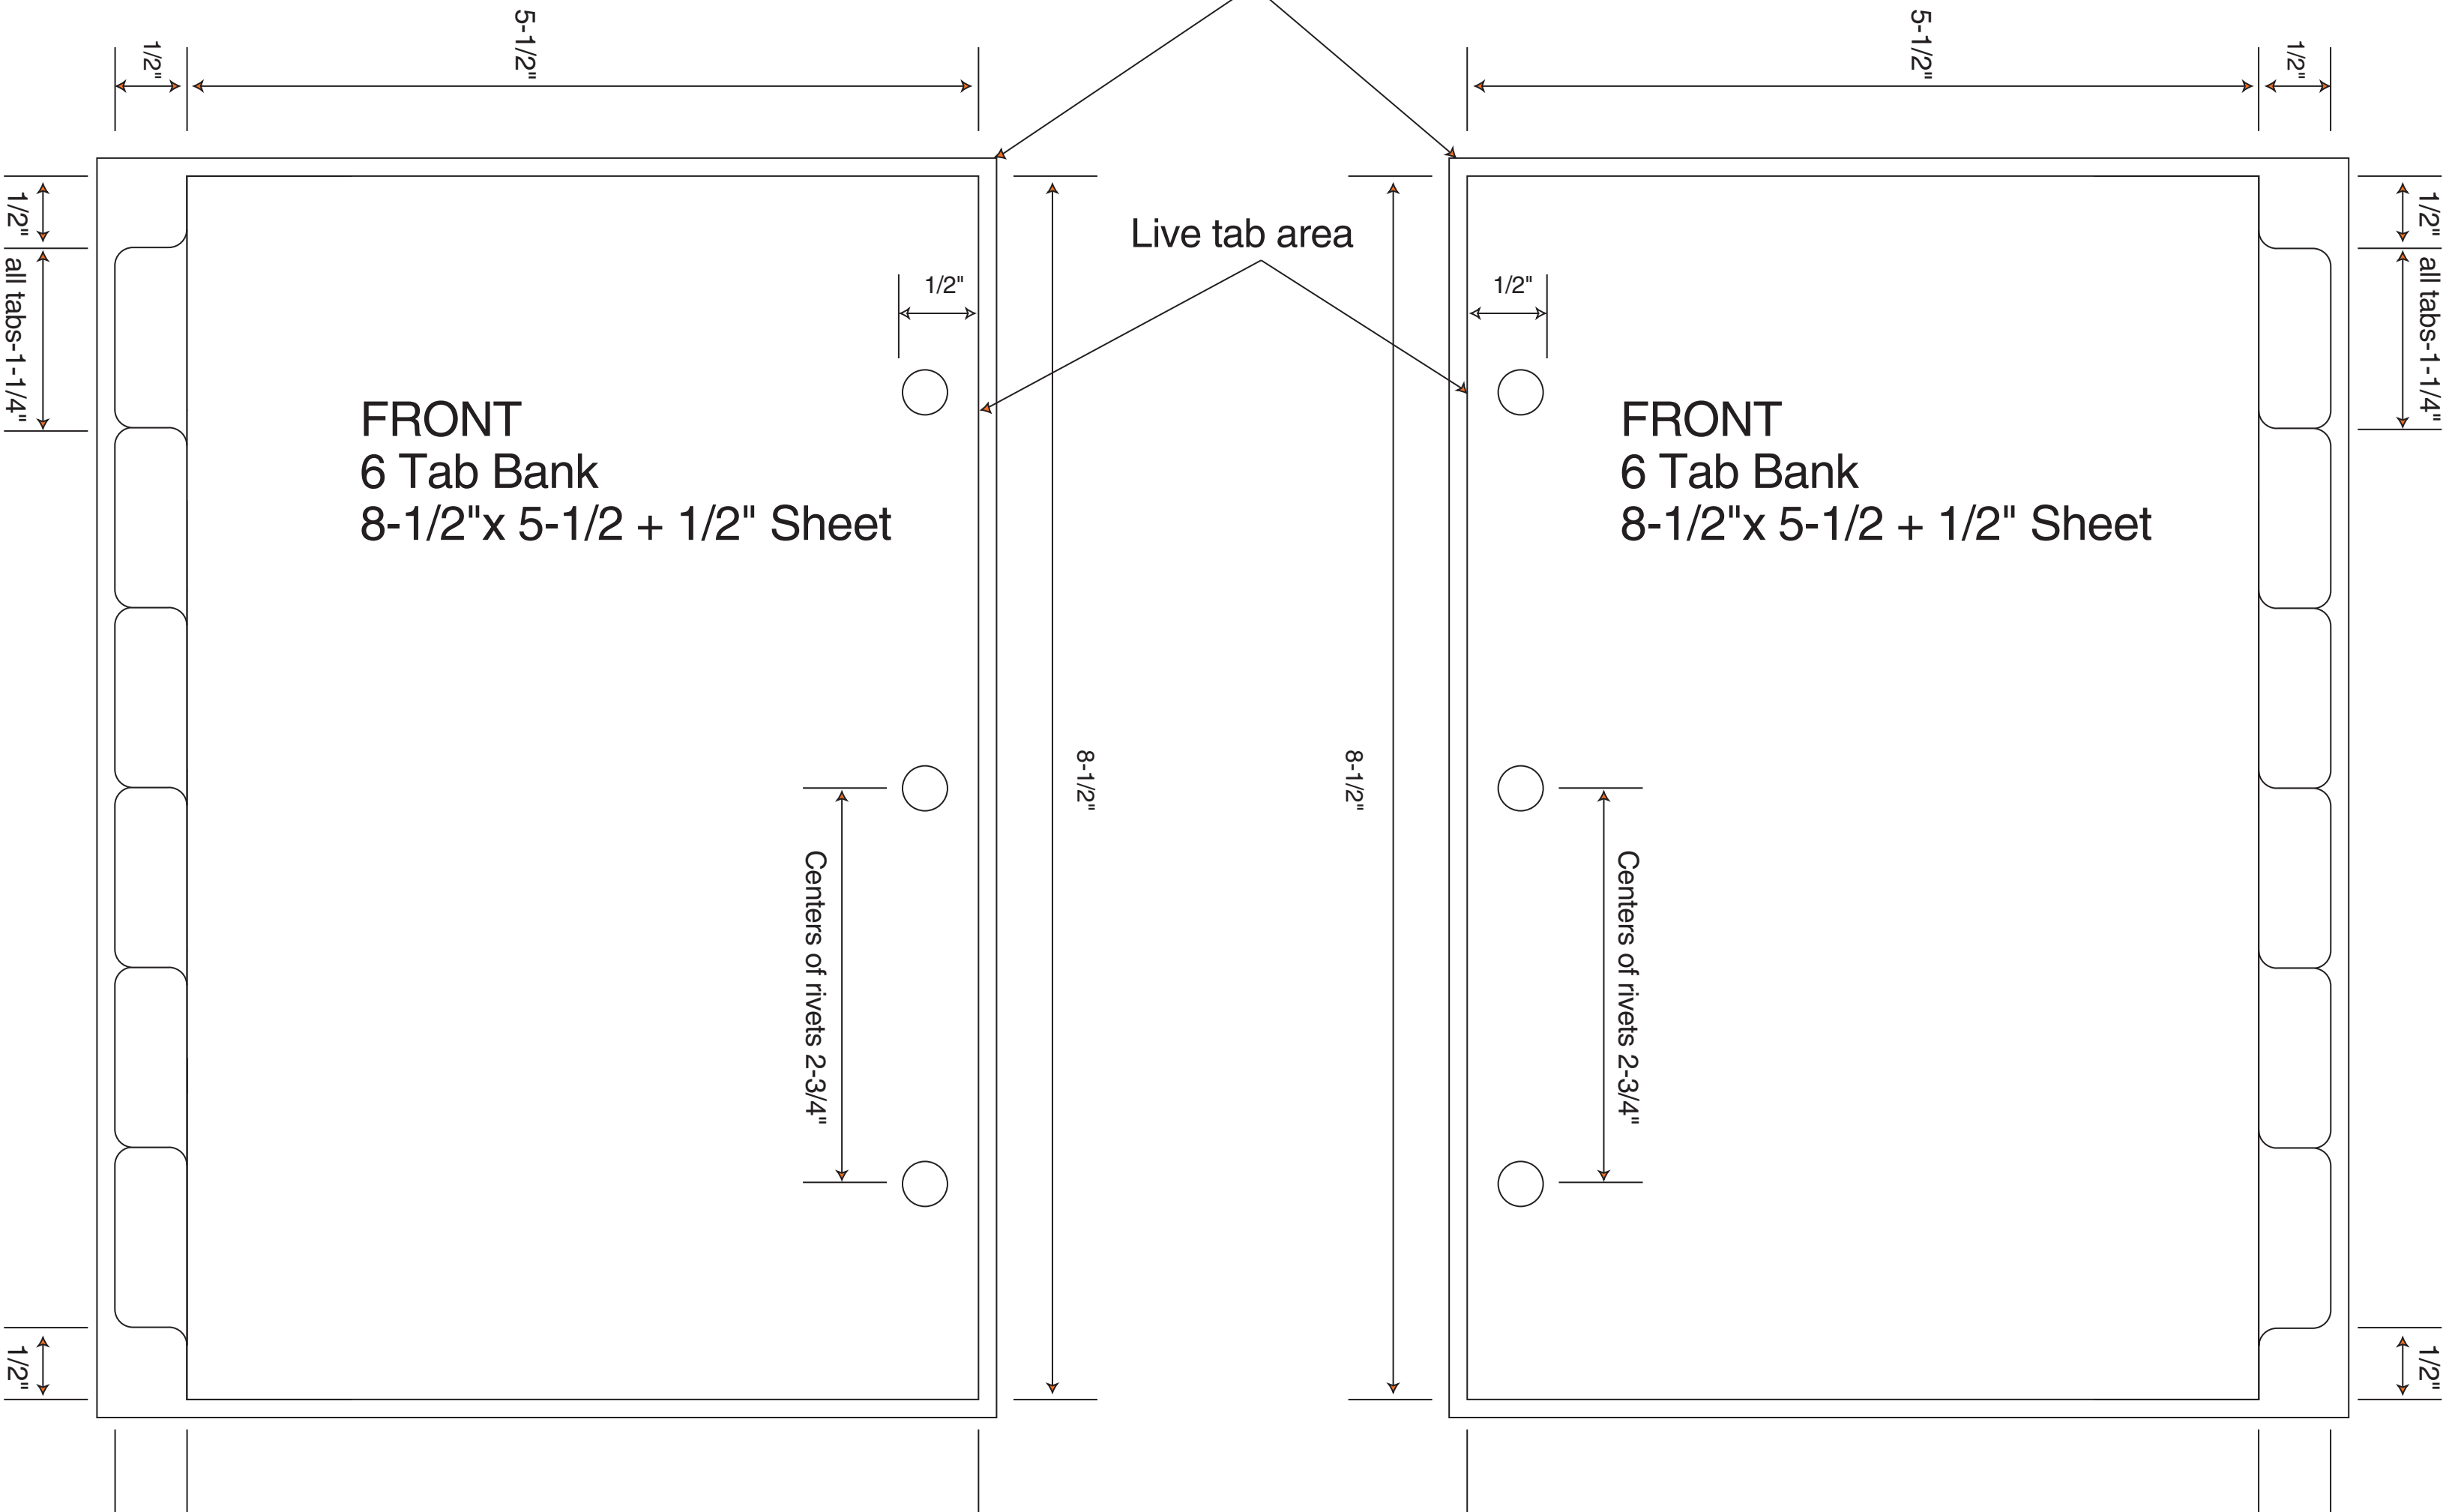 5-1/2"
5-1/2"
1/2"
1/2"
1/2"
1/2"
Live tab area
all tabs-1-1/4"
all tabs-1-1/4"
1/2"
1/2"
FRONT
6 Tab Bank
8-1/2"x 5-1/2 + 1/2" Sheet
FRONT
6 Tab Bank
8-1/2"x 5-1/2 + 1/2" Sheet
8-1/2"
8-1/2"
Centers of rivets 2-3/4"
Centers of rivets 2-3/4"
1/2"
1/2"